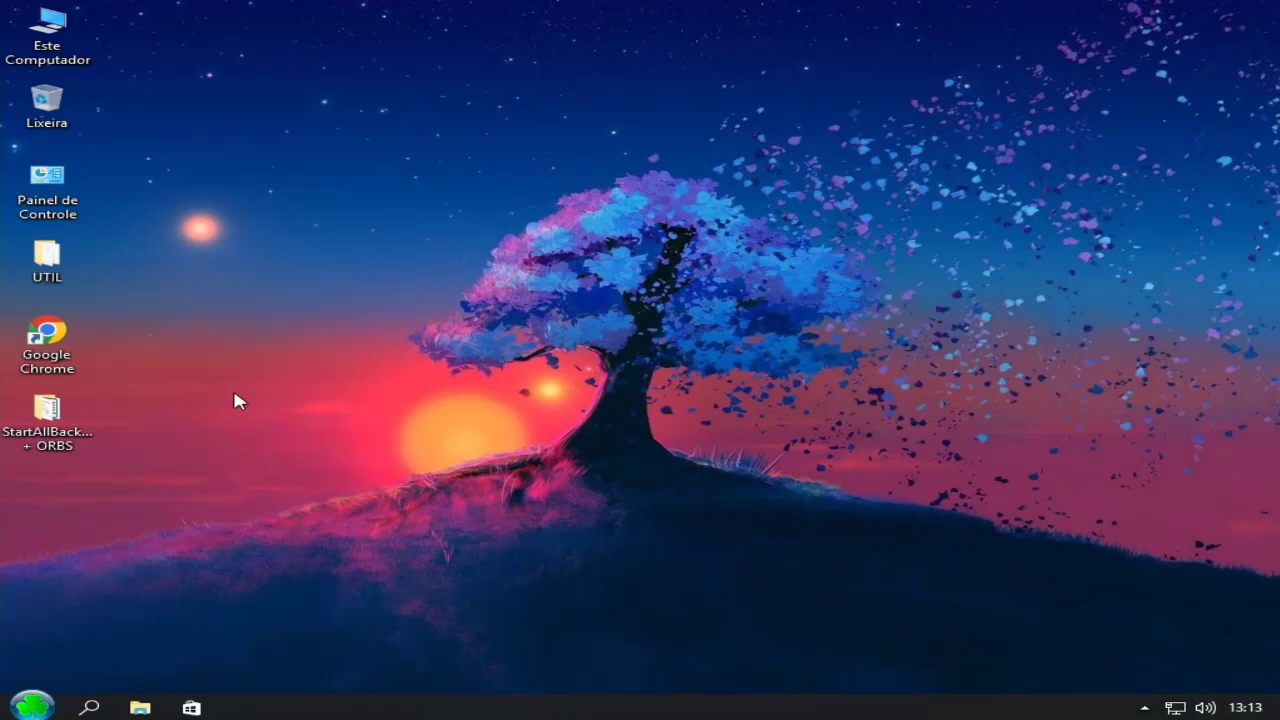 Este
Computador
Lixeira
Painel de
Controle
UTIL
Google
Chrome
StartAllBack...
+ ORBS
13:13